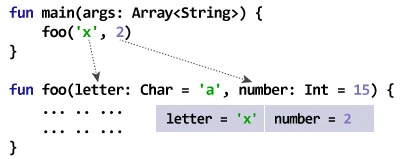 fun main(args: Array<String>) {
    foo('x', 2)
}
fun foo(letter: Char = 'a', number: Int = 15) {
    ... .. ...
    ... .. ...
letter = 'x' number = 2
}